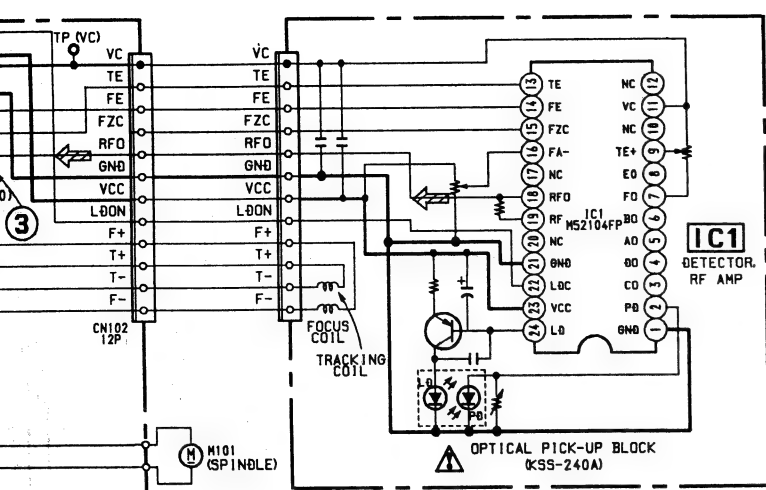 TP (VC)
VC VC
TE TE
FE FE
FZC FZC
RFO RFO
GND GND
VCC VCC
LDON LDON
F+ F+
T+ T+
T- T-
F- F-
CN102
12P
3
FOCUS
COIL
TRACKING
COIL
13 TE NC 12
14 FE VC 11
15 FZC NC 10
16 FA- TE+ 9
17 NC EO 8
18 RFO FO 7
IC1
M52104FP
19 RF BO 6
20 NC AO 5
21 GND DO 4
22 LDC CO 3
23 VCC PD 2
24 LD GND 1
IC1
DETECTOR.
RF AMP
LD
PD
OPTICAL PICK-UP BLOCK
(KSS-240A)
M
M101
(SPINDLE)